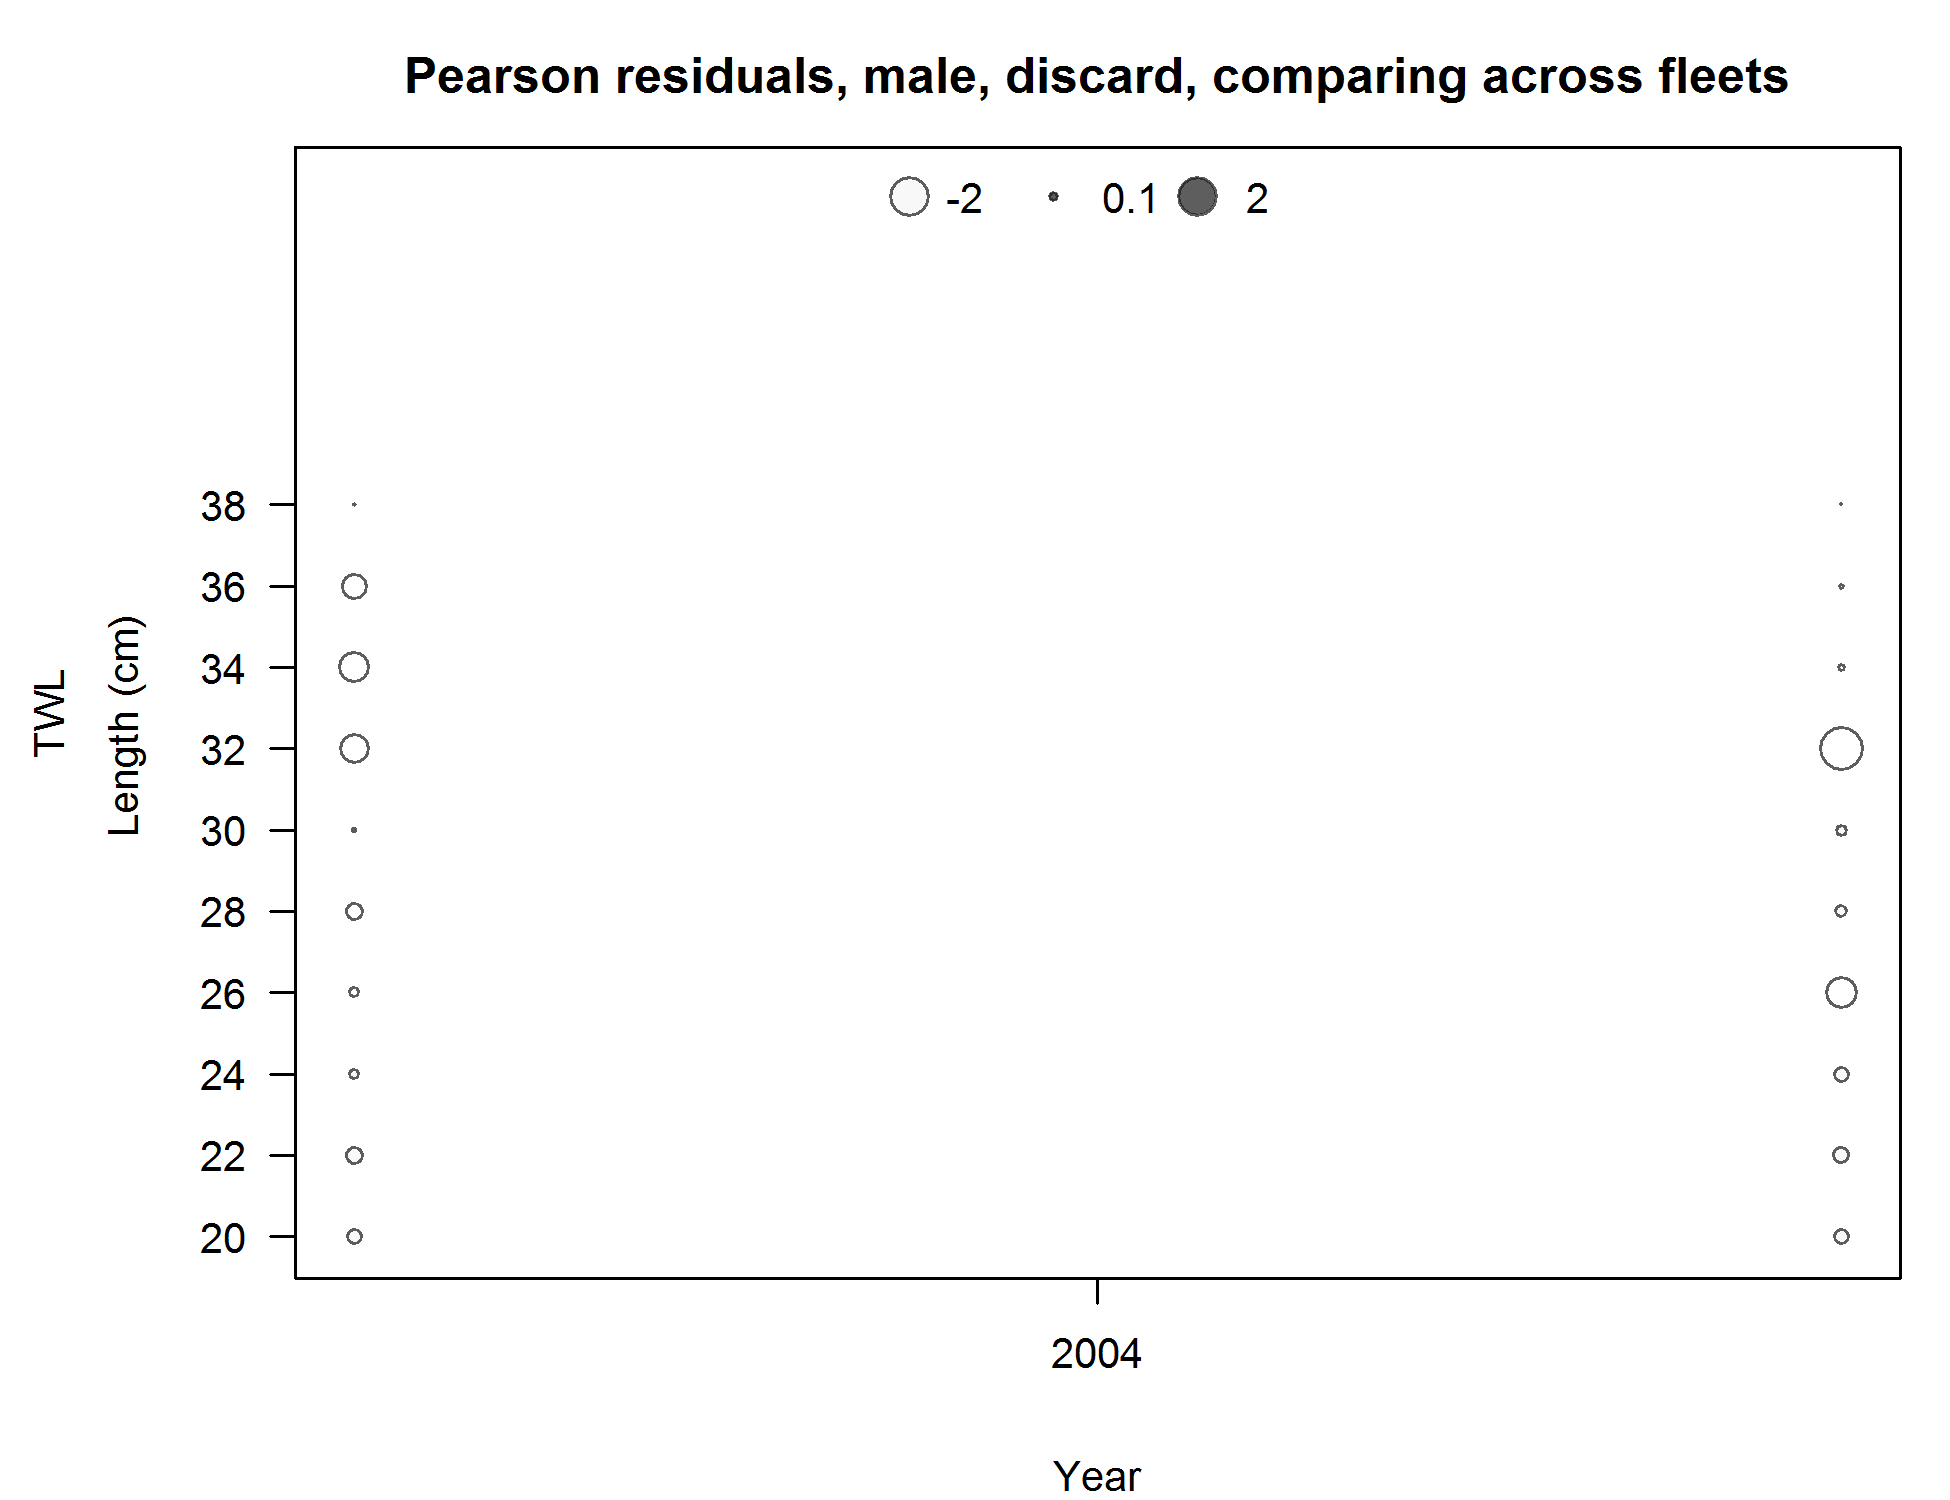 Pearson residuals, male, discard, comparing across fleets
-2 0.1 2
TWL
Length (cm)
38
36
34
32
30
28
26
24
22
20
2004
Year